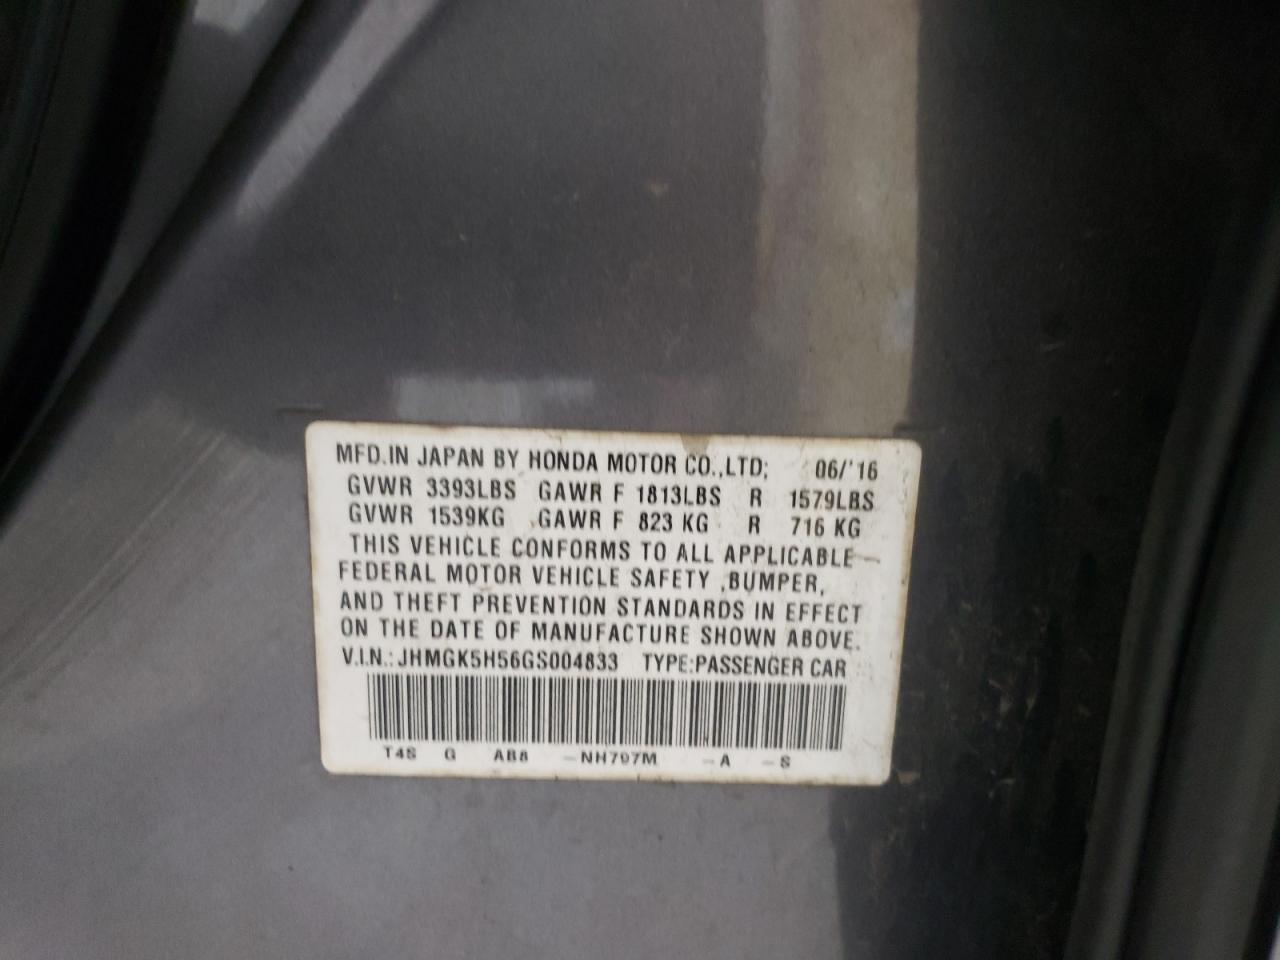 MFD.IN JAPAN BY HONDA MOTOR CO.,LTD; 06/'16
GVWR 3393LBS GAWR F 1813LBS R 1579LBS
GVWR 1539KG GAWR F 823 KG R 716 KG
THIS VEHICLE CONFORMS TO ALL APPLICABLE
FEDERAL MOTOR VEHICLE SAFETY ,BUMPER,
AND THEFT PREVENTION STANDARDS IN EFFECT
ON THE DATE OF MANUFACTURE SHOWN ABOVE.
V.I.N.: JHMGK5H56GS004833 TYPE:PASSENGER CAR
T4S G AB8 -NH797M -A -S